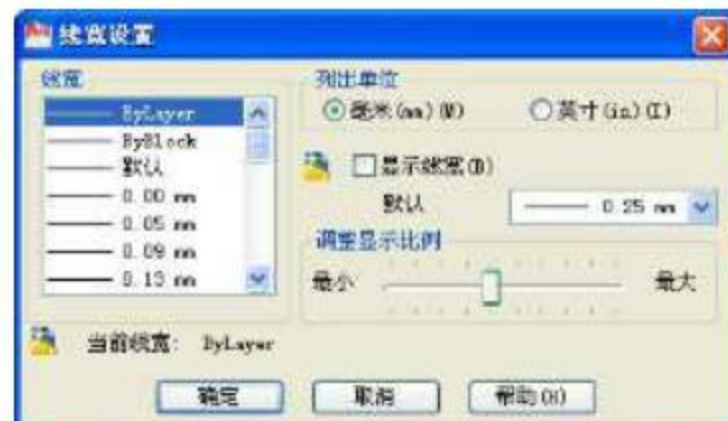 线宽设置
线宽
ByLayer
ByBlock
默认
0.00 mm
0.05 mm
0.09 mm
0.13 mm
列出单位
毫米(mm)(M)
英寸(in)(I)
显示线宽(D)
默认
0.25 mm
调整显示比例
最小
最大
当前线宽: ByLayer
确定
取消
帮助(H)